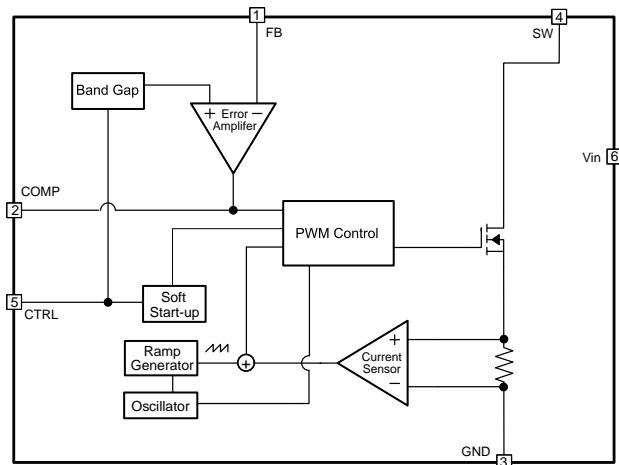 1
FB
4
SW
Band Gap
+ Error −
Amplifer
Vin 6
COMP
2
PWM Control
5
CTRL
Soft
Start-up
Ramp
Generator
+
+
Current
Sensor
−
Oscillator
GND
3